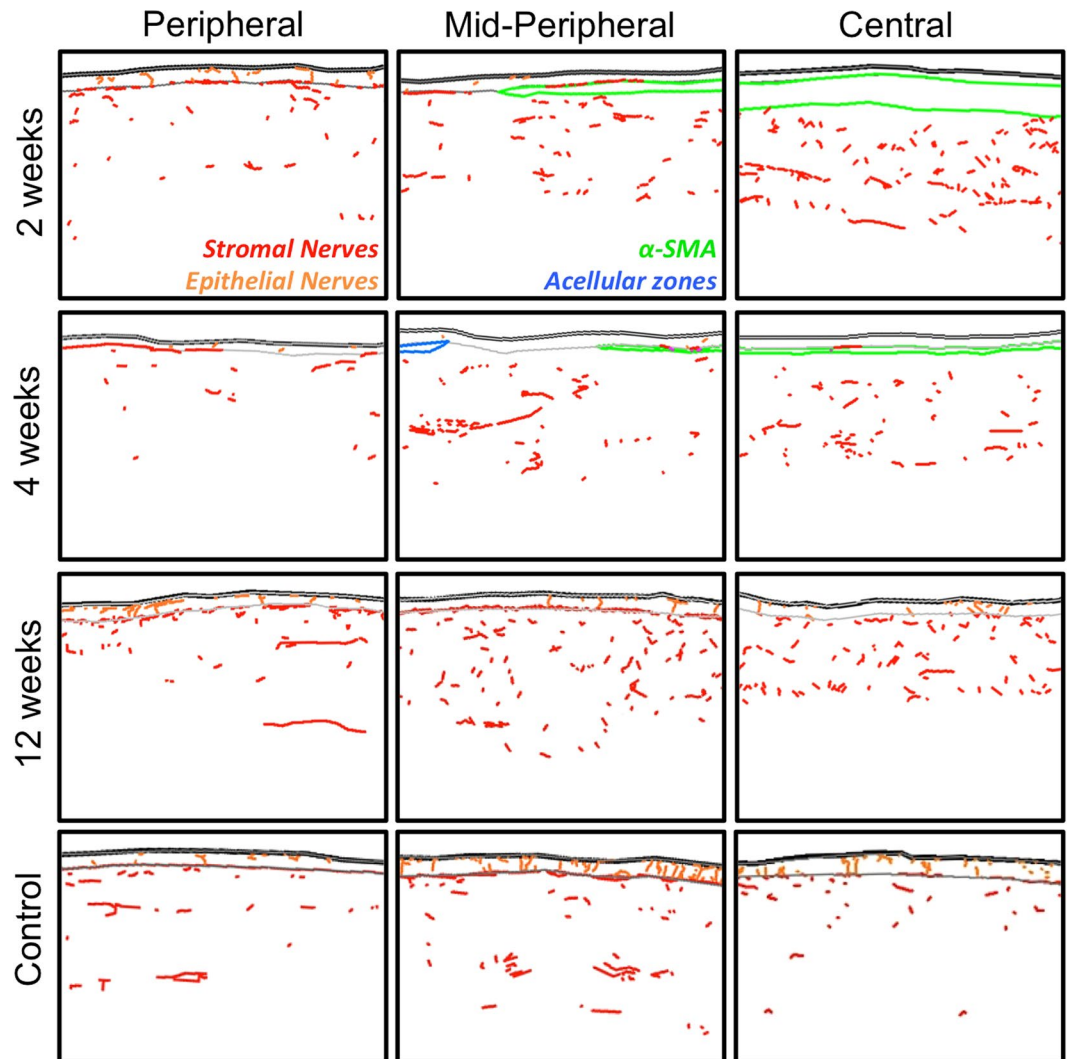 Peripheral
Mid-Peripheral
Central
2 weeks
Stromal Nerves
Epithelial Nerves
α-SMA
Acellular zones
4 weeks
12 weeks
Control